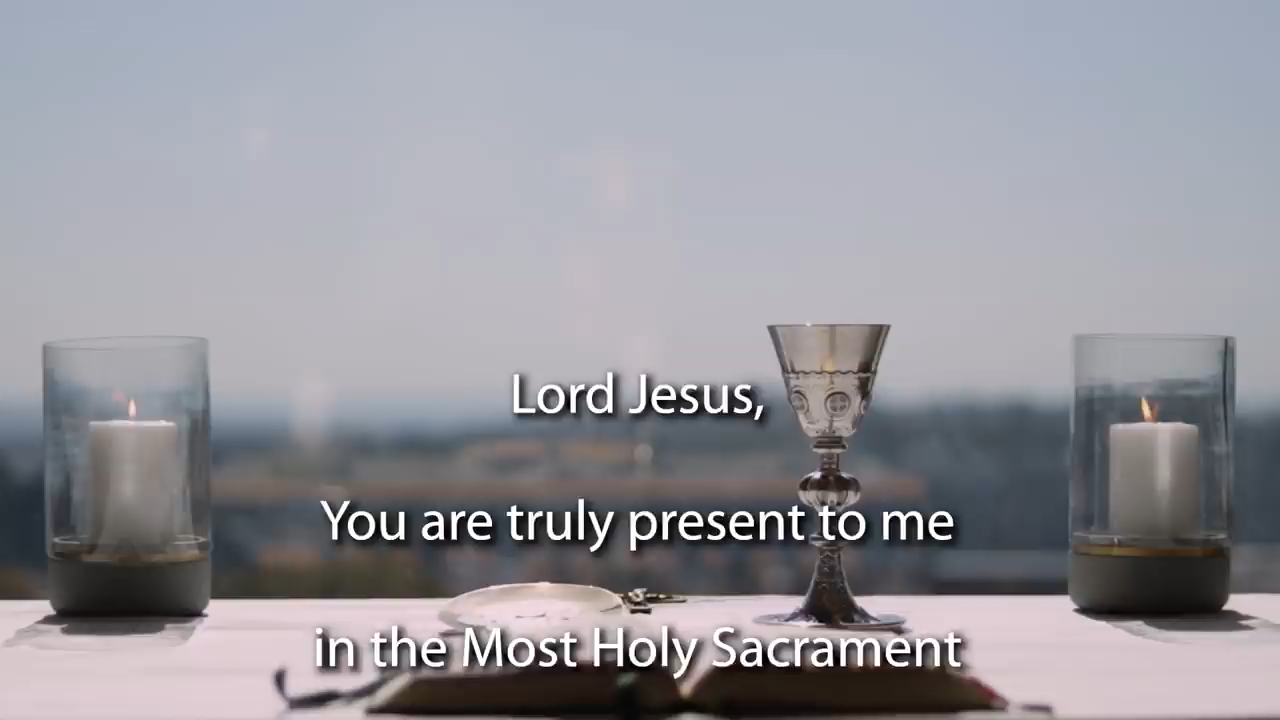 Lord Jesus,
You are truly present to me
in the Most Holy Sacrament